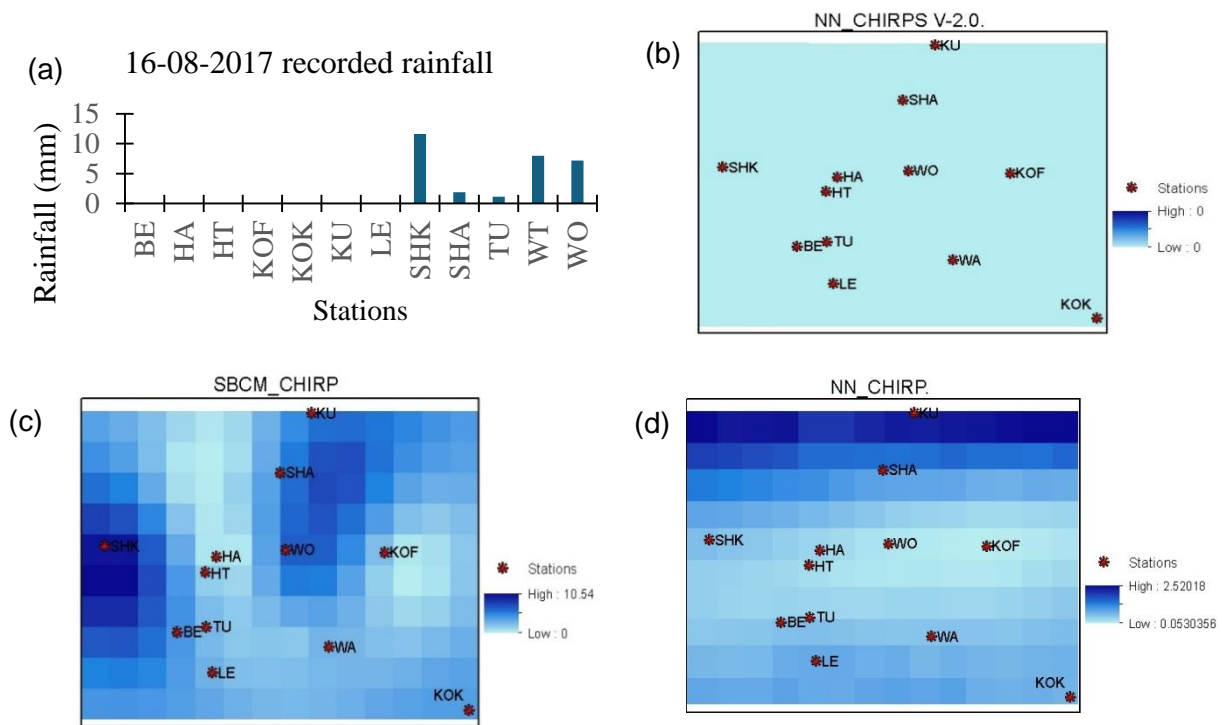 (a)
16-08-2017 recorded rainfall
Rainfall (mm)
15
10
5
0
BE
HA
HT
KOF
KOK
KU
LE
SHK
SHA
TU
WT
WO
Stations
(b)
NN_CHIRPS V-2.0.
KU
SHA
SHK
HA
WO
KOF
HT
BE
TU
WA
LE
KOK
Stations
High : 0
Low : 0
(c)
SBCM_CHIRP
KU
SHA
SHK
HA
WO
KOF
HT
BE
TU
WA
LE
KOK
Stations
High : 10.54
Low : 0
(d)
NN_CHIRP.
KU
SHA
SHK
HA
WO
KOF
HT
BE
TU
WA
LE
KOK
Stations
High : 2.52018
Low : 0.0530356